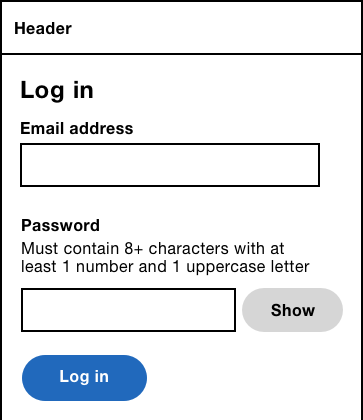 Header
Log in
Email address
Password
Must contain 8+ characters with at
least 1 number and 1 uppercase letter
Show
Log in